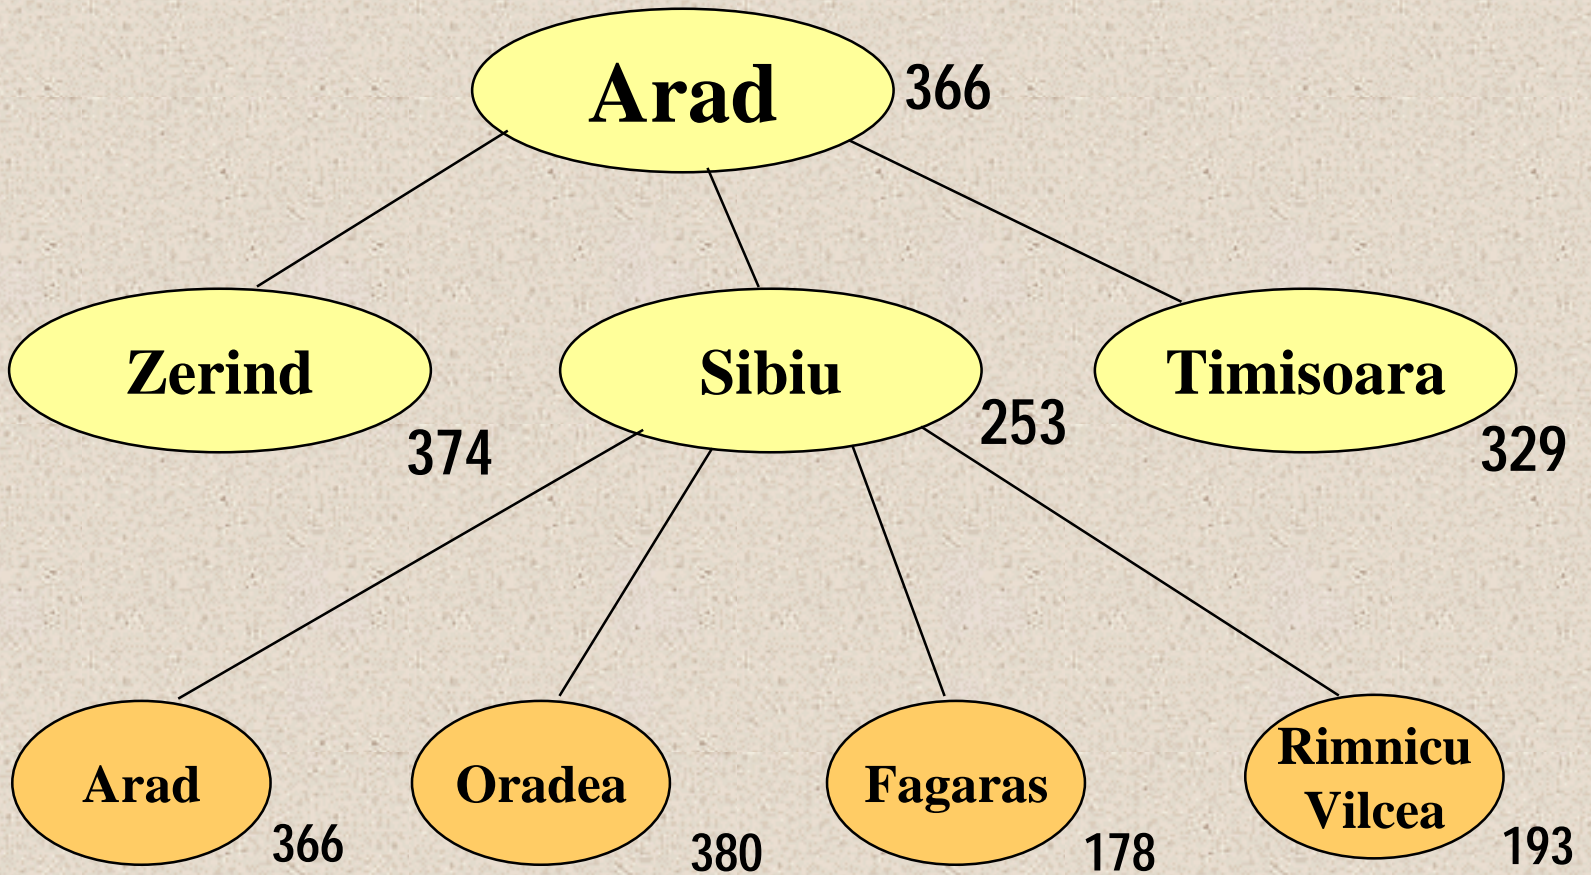 Arad
366
Zerind
374
Sibiu
253
Timisoara
329
Arad
366
Oradea
380
Fagaras
178
Rimnicu
Vilcea
193